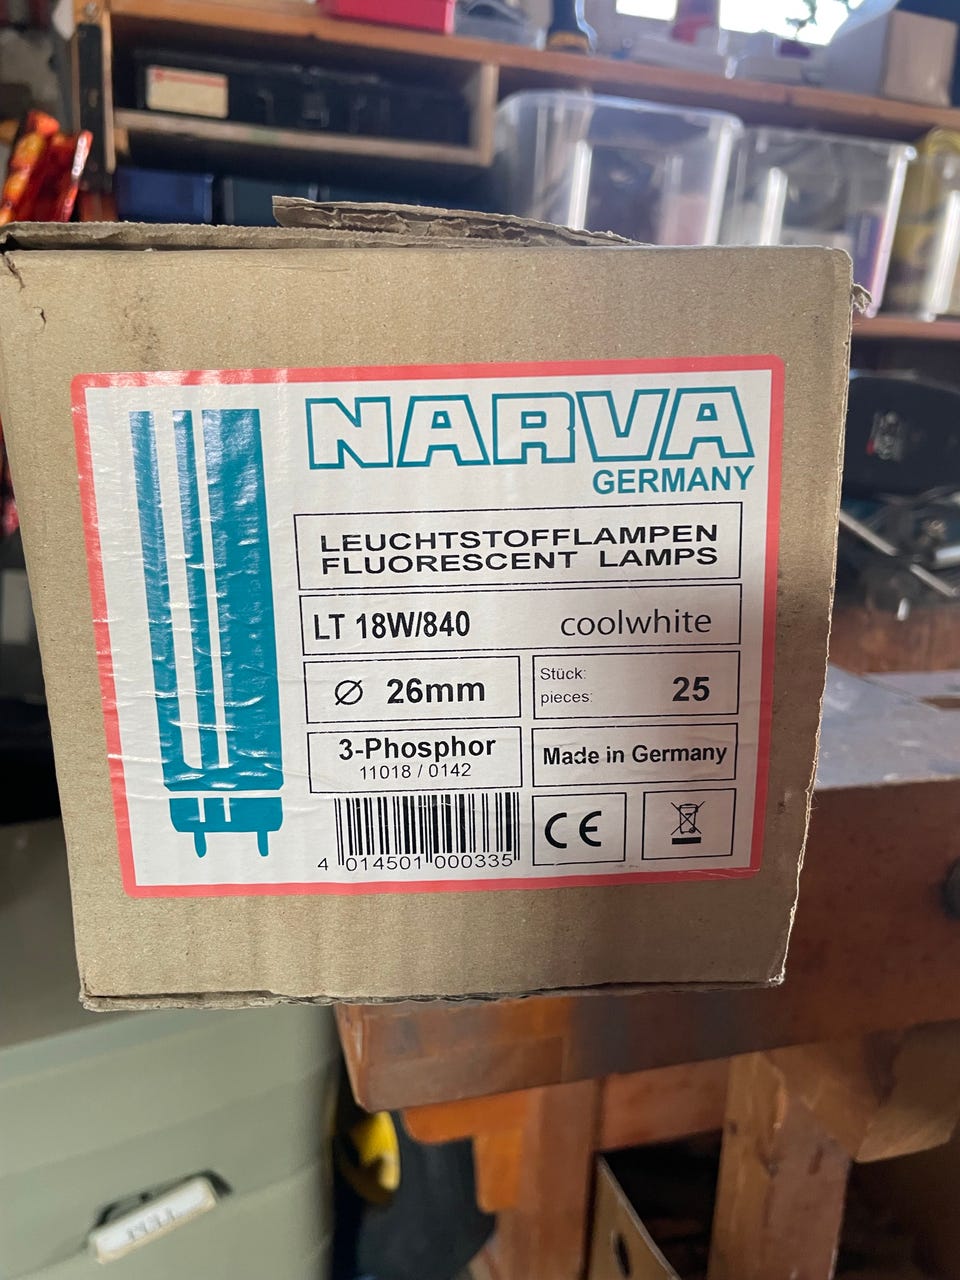 NARVA
GERMANY
LEUCHTSTOFFLAMPEN
FLUORESCENT LAMPS
LT 18W/840 coolwhite
Ø 26mm
Stück:
pieces: 25
3-Phosphor
11018 / 0142
Made in Germany
CE
4 014501 000335